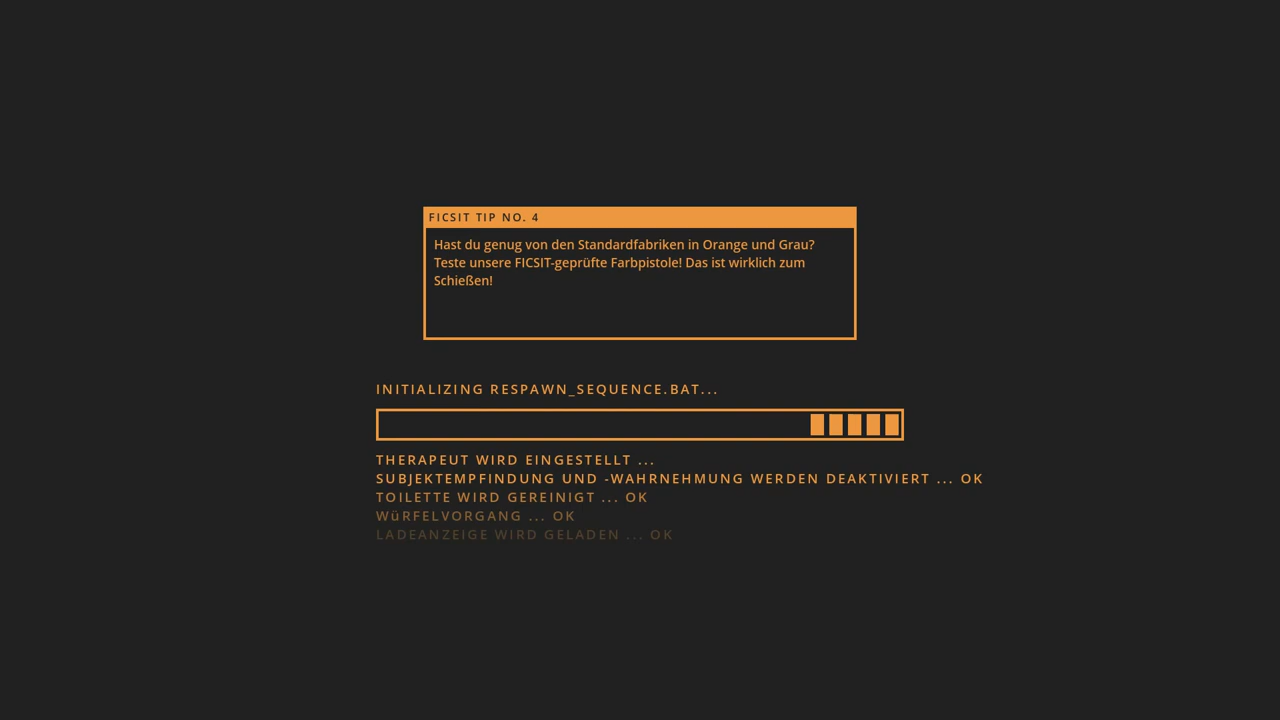 FICSIT TIP NO. 4
Hast du genug von den Standardfabriken in Orange und Grau?
Teste unsere FICSIT-geprüfte Farbpistole! Das ist wirklich zum
Schießen!
INITIALIZING RESPAWN_SEQUENCE.BAT...
THERAPEUT WIRD EINGESTELLT ...
SUBJEKTEMPFINDUNG UND -WAHRNEHMUNG WERDEN DEAKTIVIERT ... OK
TOILETTE WIRD GEREINIGT ... OK
WüRFELVORGANG ... OK
LADEANZEIGE WIRD GELADEN ... OK